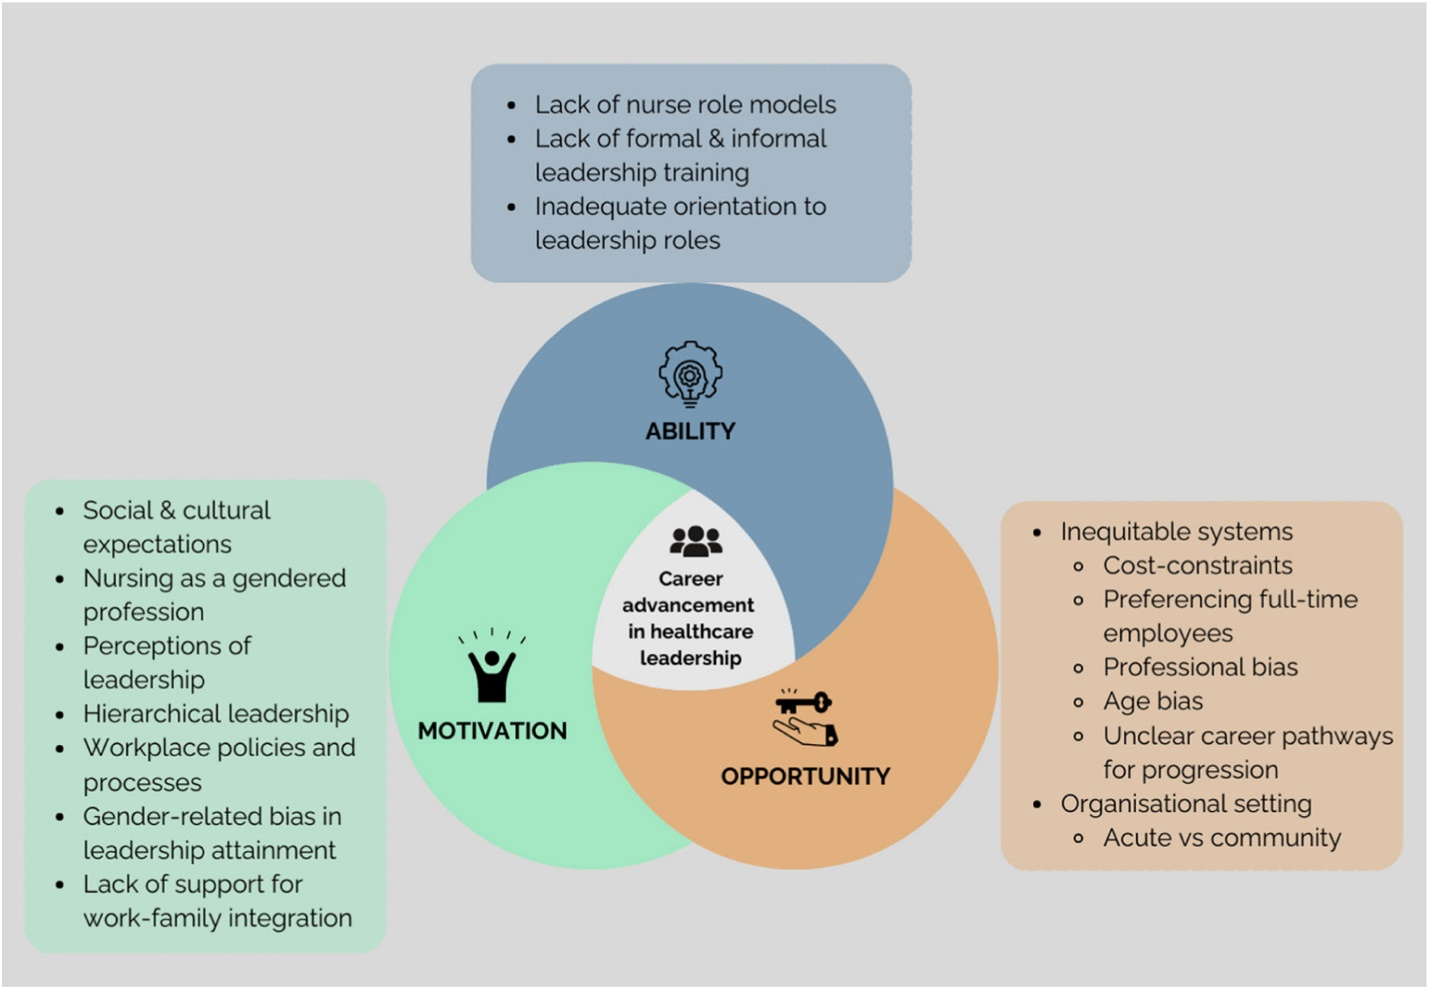 • Lack of nurse role models
• Lack of formal & informal
leadership training
• Inadequate orientation to
leadership roles
ABILITY
• Social & cultural
expectations
• Nursing as a gendered
profession
• Perceptions of
leadership
• Hierarchical leadership
• Workplace policies and
processes
• Gender-related bias in
leadership attainment
• Lack of support for
work-family integration
MOTIVATION
Career
advancement
in healthcare
leadership
OPPORTUNITY
• Inequitable systems
◦ Cost-constraints
◦ Preferencing full-time
employees
◦ Professional bias
◦ Age bias
◦ Unclear career pathways
for progression
• Organisational setting
◦ Acute vs community